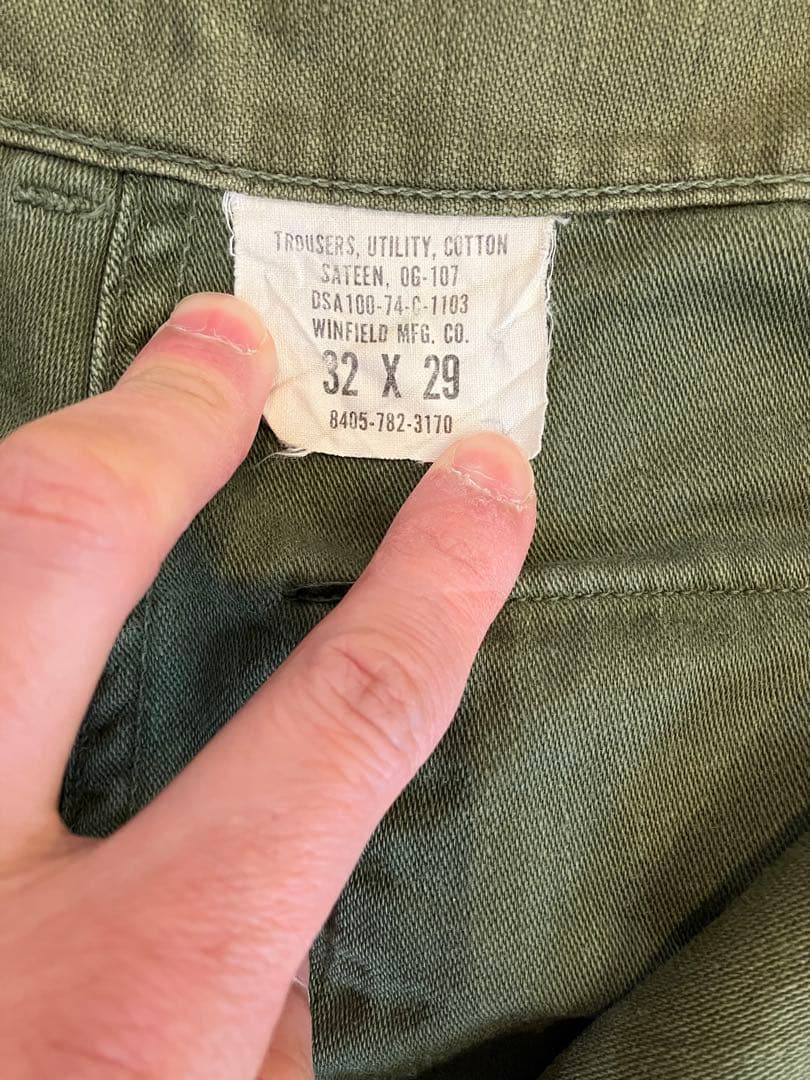 TROUSERS, UTILITY, COTTON
SATEEN, OG-107
DSA100-74-C-1103
WINFIELD MFG. CO.
32 X 29
8405-782-3170